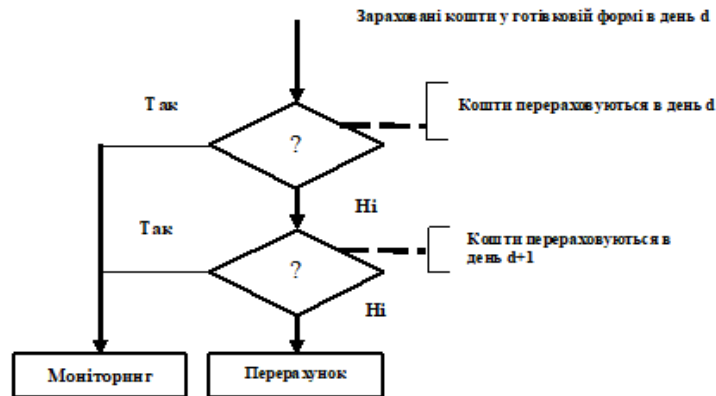 Зараховані кошти у готівковій формі в день d
Так
Кошти перераховуються в день d
?
Ні
Так
Кошти перераховуються в
день d+1
?
Ні
Моніторинг
Перерахунок